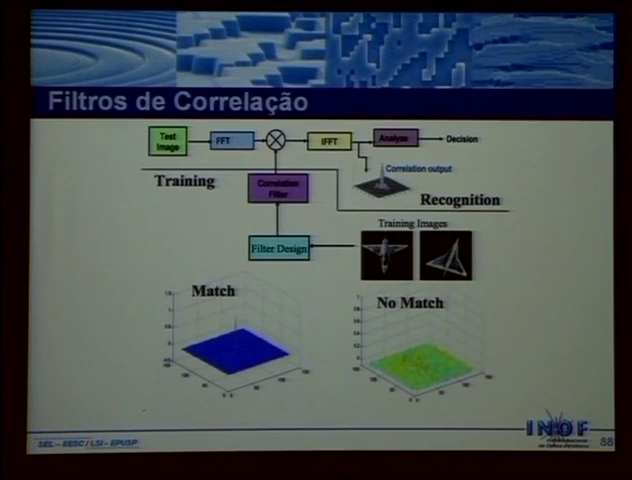 Filtros de Correlação
Test
Image
FFT
IFFT
Analyze
Decision
Correlation output
Training
Correlation
Filter
Recognition
Training Images
Filter Design
Match
No Match
SEL – EESC / LSI - EPUSP
INOF
88